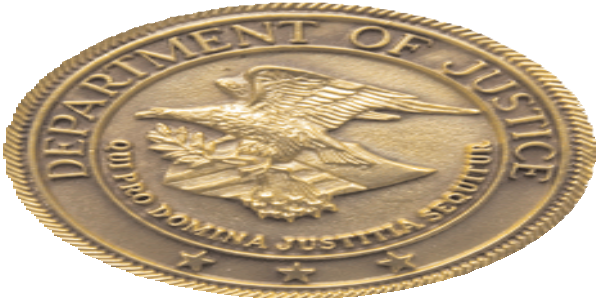 DEPARTMENT OF JUSTICE
QUI PRO DOMINA JUSTITIA SEQUITUR